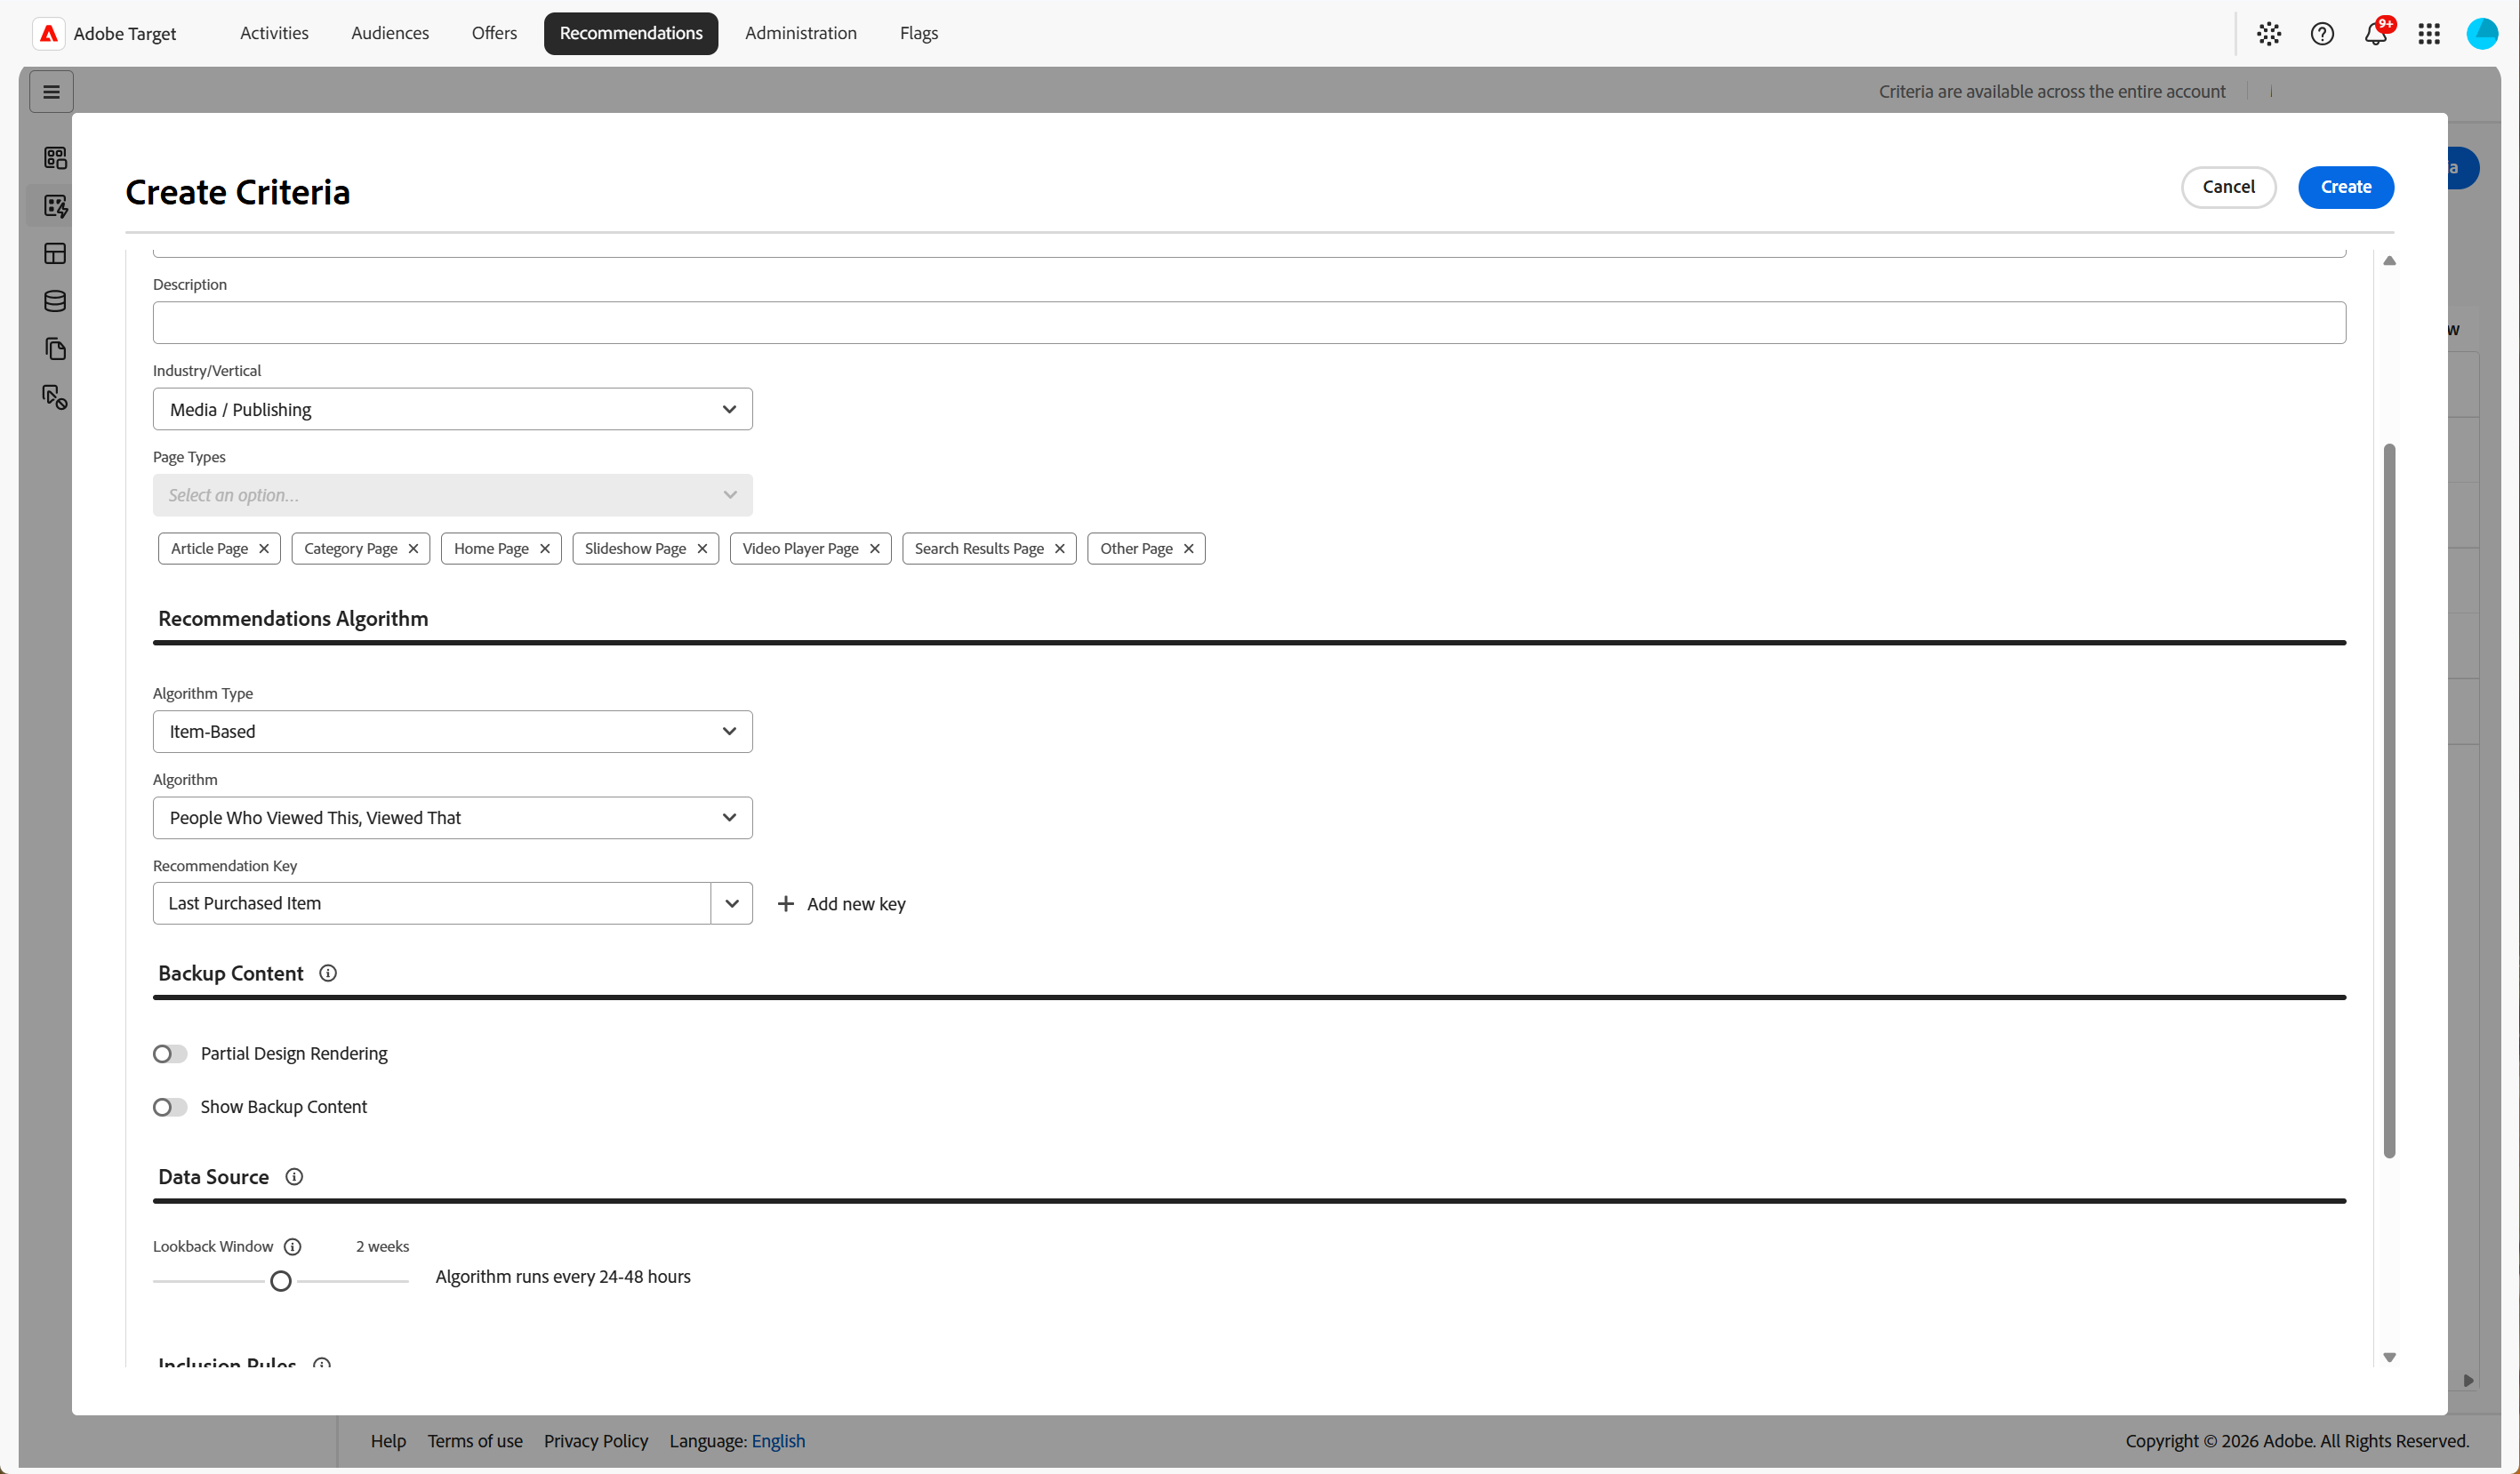 Adobe Target
Activities
Audiences
Offers
Recommendations
Administration
Flags
9+
Criteria are available across the entire account
Create Criteria
Cancel
Create
Description
Industry/Vertical
Media / Publishing
Page Types
Select an option...
Article Page
Category Page
Home Page
Slideshow Page
Video Player Page
Search Results Page
Other Page
Recommendations Algorithm
Algorithm Type
Item-Based
Algorithm
People Who Viewed This, Viewed That
Recommendation Key
Last Purchased Item
Add new key
Backup Content
Partial Design Rendering
Show Backup Content
Data Source
Lookback Window
2 weeks
Algorithm runs every 24-48 hours
Inclusion Rules
Help
Terms of use
Privacy Policy
Language: English
Copyright © 2026 Adobe. All Rights Reserved.